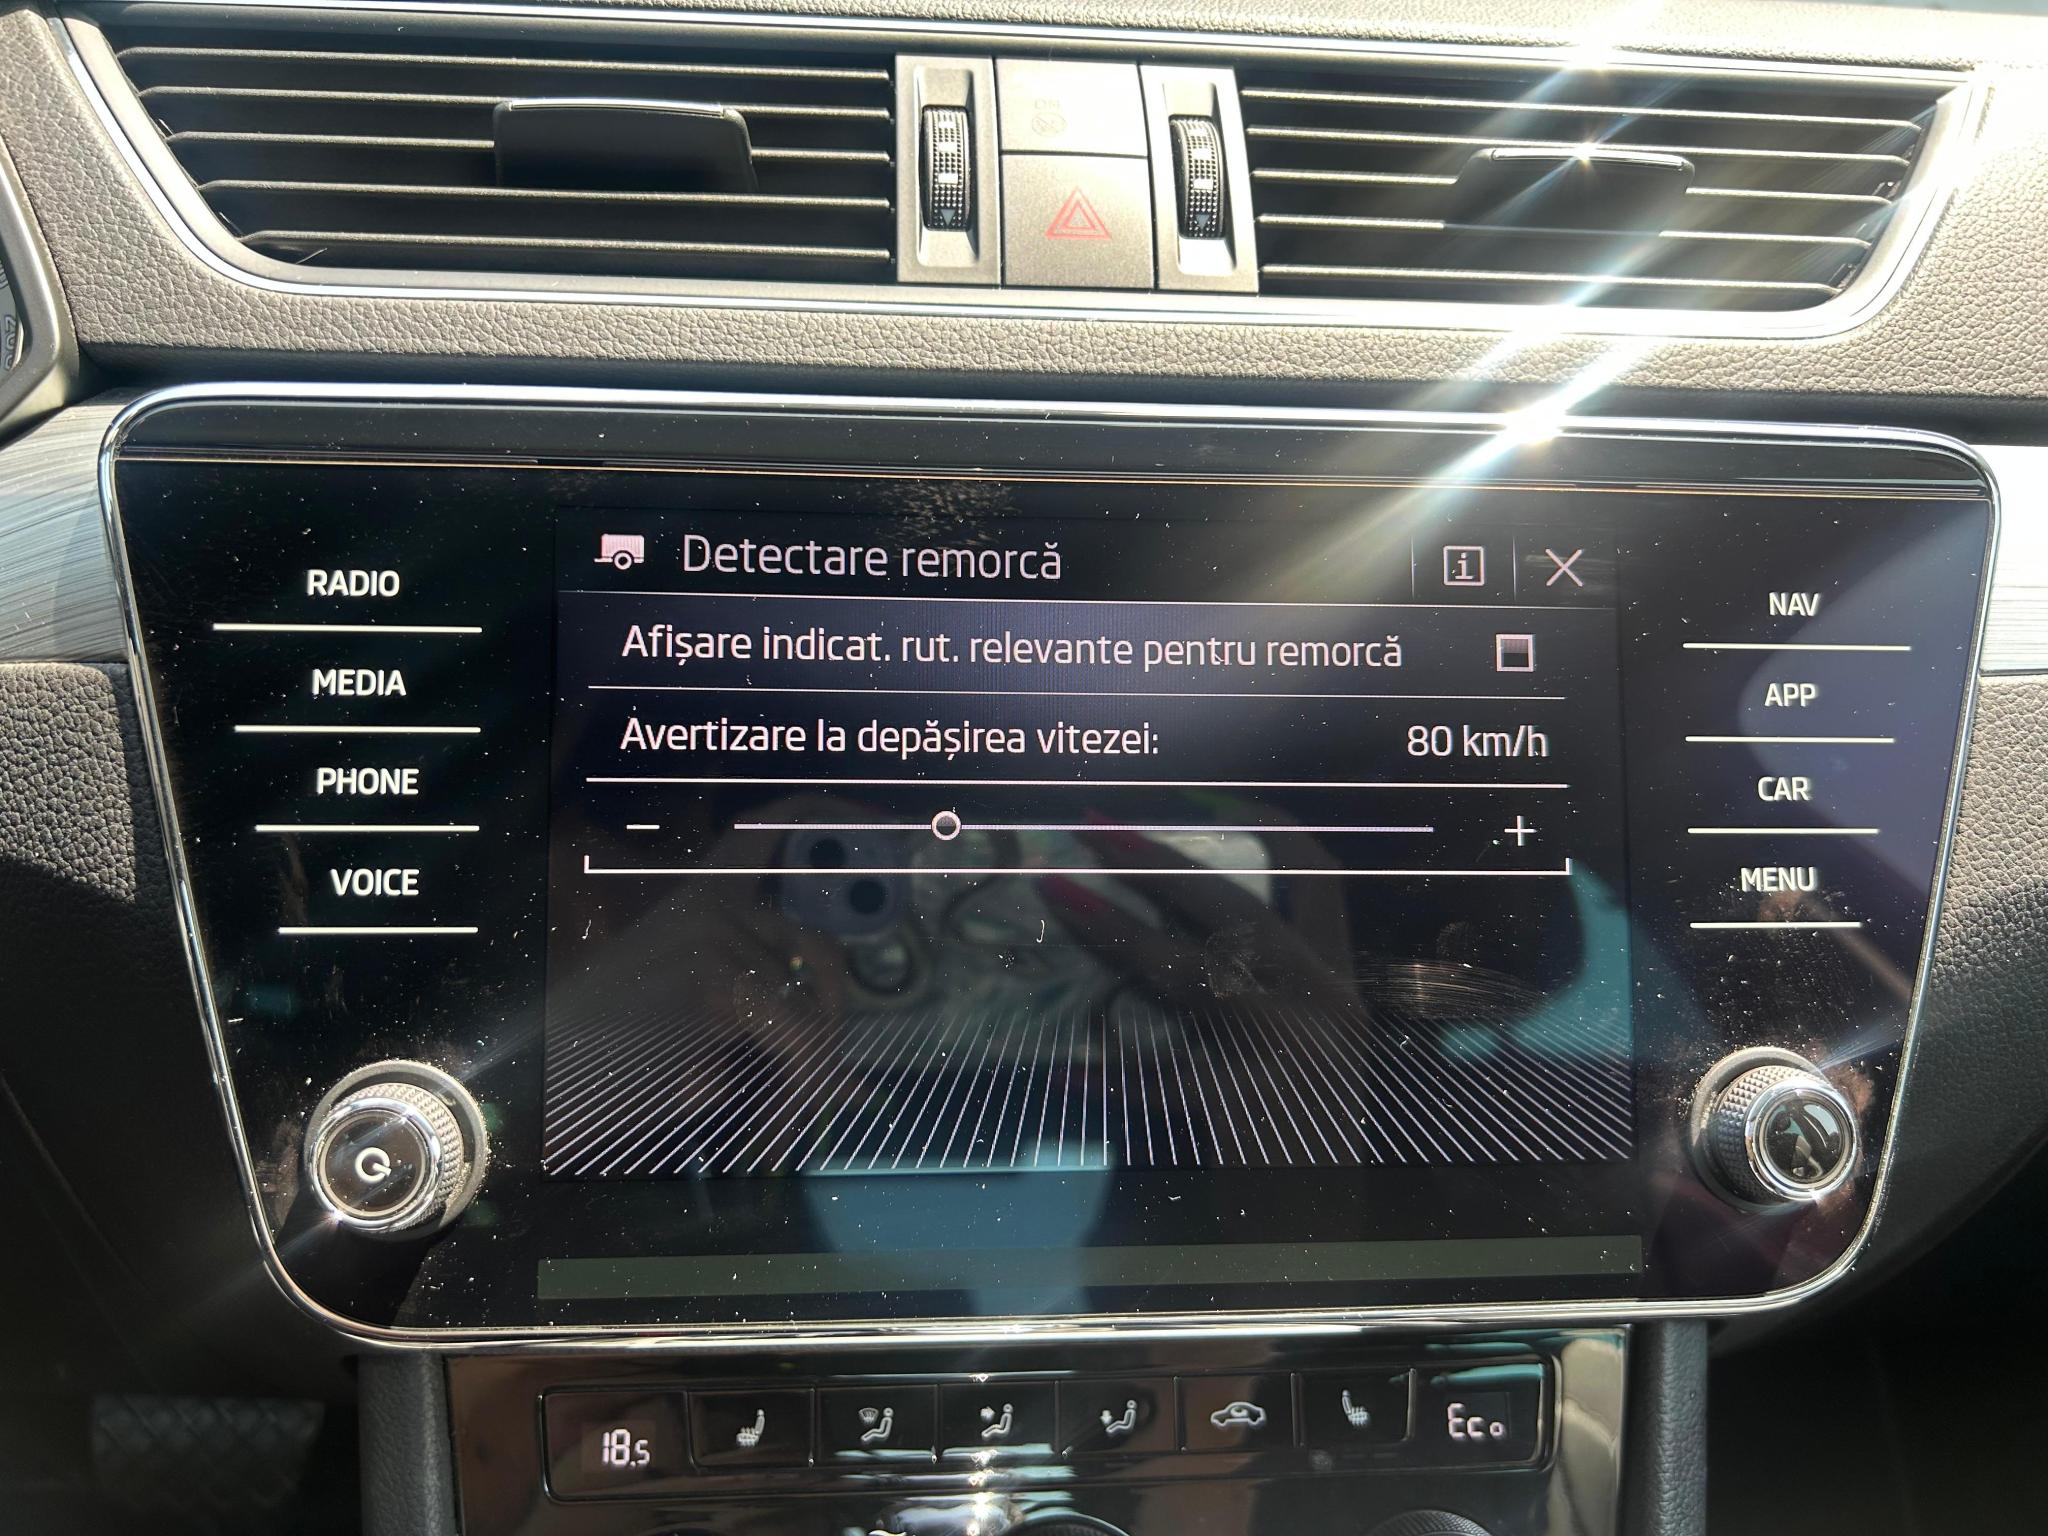 RADIO
MEDIA
PHONE
VOICE
Detectare remorcă
i
Afișare indicat. rut. relevante pentru remorcă
Avertizare la depășirea vitezei: 80 km/h
− +
NAV
APP
CAR
MENU
18.5
Eco